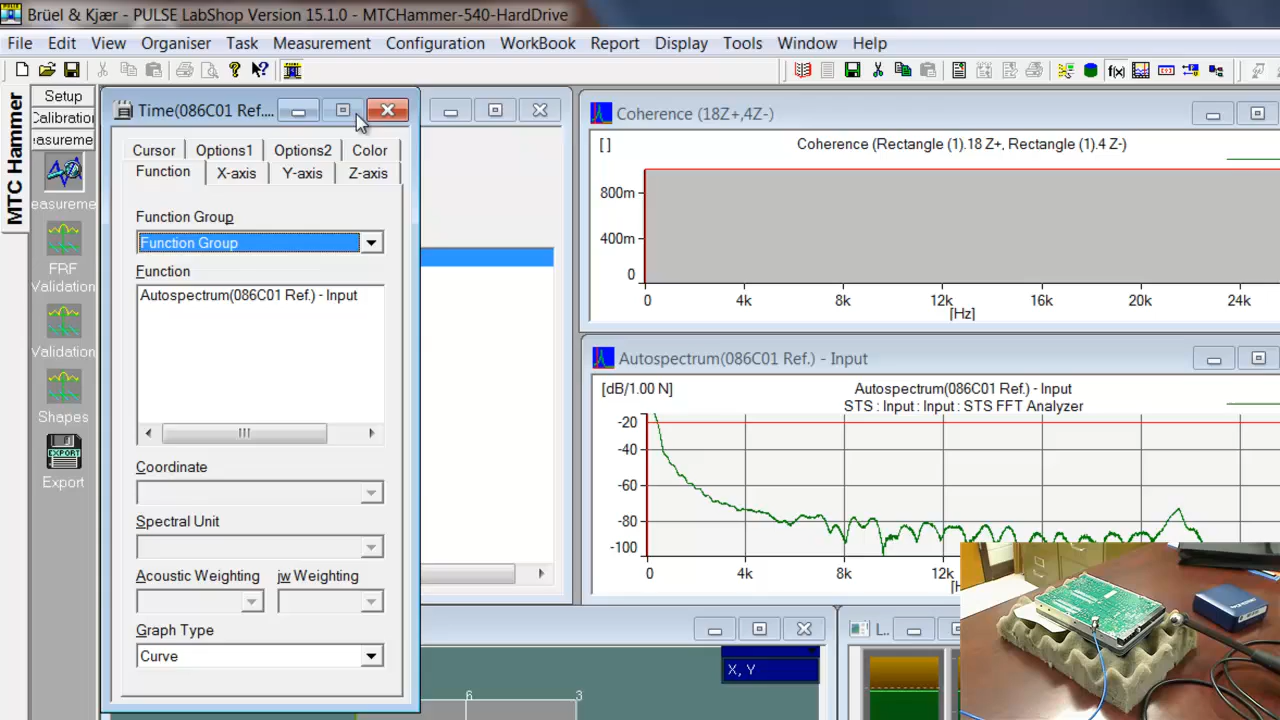 Brüel & Kjær - PULSE LabShop Version 15.1.0 - MTCHammer-540-HardDrive
File Edit View Organiser Task Measurement Configuration WorkBook Report Display Tools Window Help
MTC Hammer
Setup
Calibration
easureme
easureme
FRF
Validation
Validation
Shapes
Export
Time(086C01 Ref....
Cursor Options1 Options2 Color
Function X-axis Y-axis Z-axis
Function Group
Function Group
Function
Autospectrum(086C01 Ref.) - Input
Coordinate
Spectral Unit
Acoustic Weighting jw Weighting
Graph Type
Curve
Coherence (18Z+,4Z-)
[ ] Coherence (Rectangle (1).18 Z+, Rectangle (1).4 Z-)
800m
400m
0
0 4k 8k 12k 16k 20k 24k
[Hz]
Autospectrum(086C01 Ref.) - Input
[dB/1.00 N] Autospectrum(086C01 Ref.) - Input
STS : Input : Input : STS FFT Analyzer
-20
-40
-60
-80
-100
0 4k 8k 12k
X, Y
6 3
L..